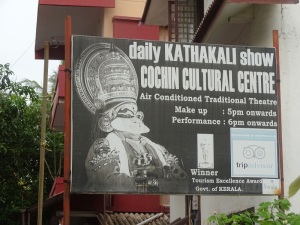 daily KATHAKALI show
COCHIN CULTURAL CENTRE
Air Conditioned Traditional Theatre
Make up : 5pm onwards
Performance : 6pm onwards
tripadvisor
Winner
Tourism Excellence Award
Govt. of KERALA.